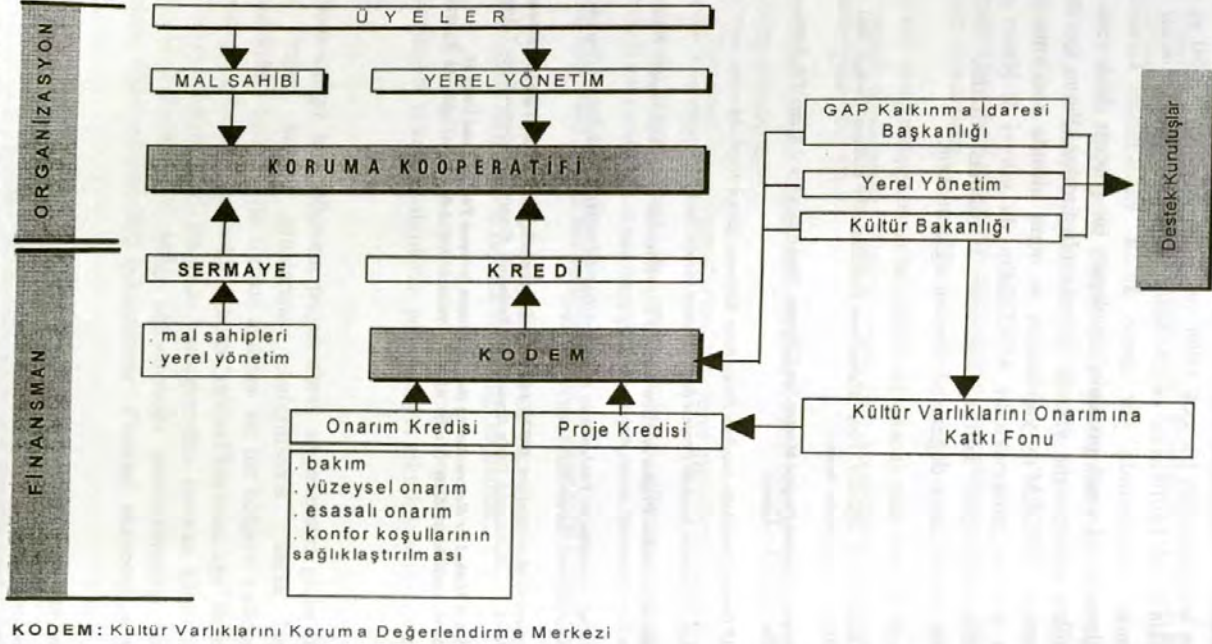 ORGANİZASYON
FİNANSMAN
ÜYELER
MAL SAHİBİ
YEREL YÖNETİM
KORUMA KOOPERATİFİ
SERMAYE
KREDİ
. mal sahipleri
. yerel yönetim
KODEM
Onarım Kredisi
. bakım
. yüzeysel onarım
. esasalı onarım
. konfor koşullarının
sağlıklaştırılması
Proje Kredisi
GAP Kalkınma İdaresi
Başkanlığı
Yerel Yönetim
Kültür Bakanlığı
Destek Kuruluşlar
Kültür Varlıklarını Onarımına
Katkı Fonu
KODEM: Kültür Varlıklarını Koruma Değerlendirme Merkezi